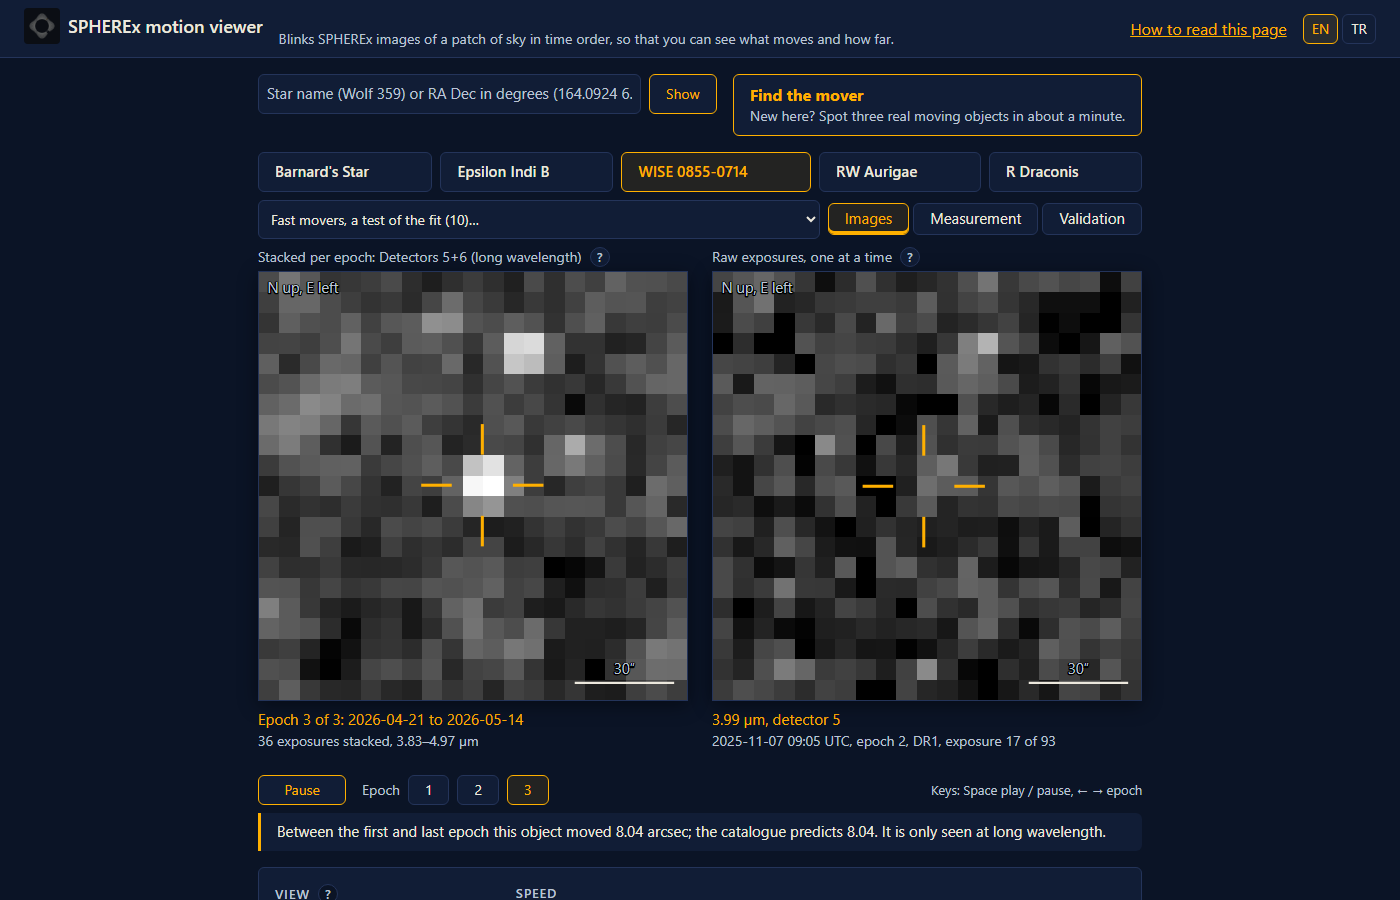 SPHEREx motion viewer
Blinks SPHEREx images of a patch of sky in time order, so that you can see what moves and how far.
How to read this page
EN
TR
Star name (Wolf 359) or RA Dec in degrees (164.0924 6.
Show
Find the mover
New here? Spot three real moving objects in about a minute.
Barnard's Star
Epsilon Indi B
WISE 0855-0714
RW Aurigae
R Draconis
Fast movers, a test of the fit (10)...
Images
Measurement
Validation
Stacked per epoch: Detectors 5+6 (long wavelength) ?
Raw exposures, one at a time ?
N up, E left
30″
N up, E left
30″
Epoch 3 of 3: 2026-04-21 to 2026-05-14
36 exposures stacked, 3.83–4.97 µm
3.99 µm, detector 5
2025-11-07 09:05 UTC, epoch 2, DR1, exposure 17 of 93
Pause
Epoch
1
2
3
Keys: Space play / pause, ← → epoch
Between the first and last epoch this object moved 8.04 arcsec; the catalogue predicts 8.04. It is only seen at long wavelength.
VIEW ?
SPEED